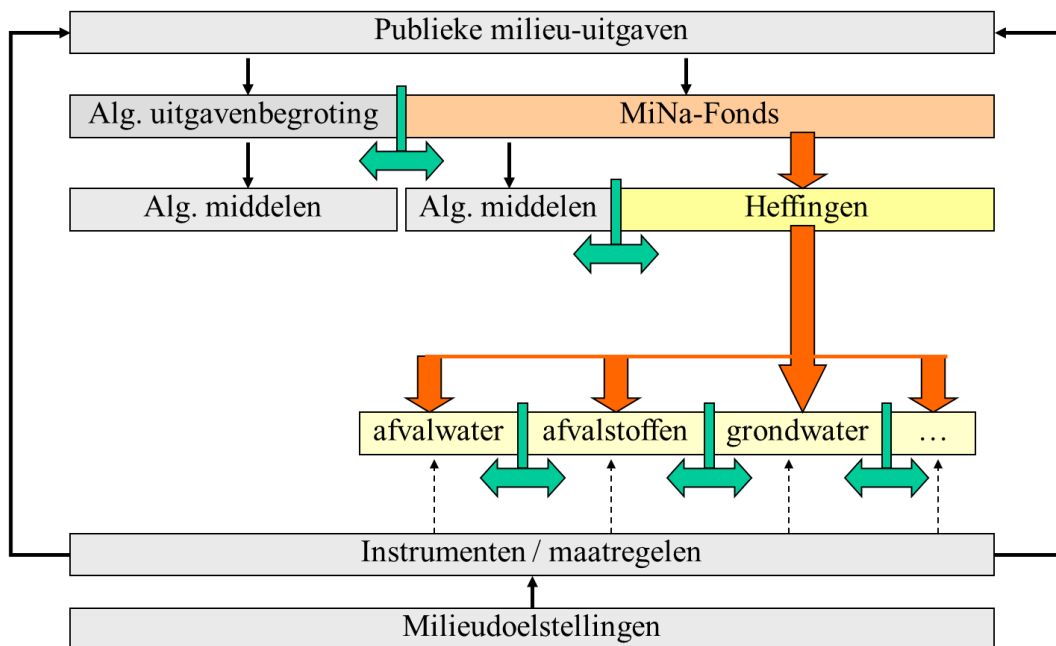 Publieke milieu-uitgaven
Alg. uitgavenbegroting
MiNa-Fonds
Alg. middelen
Alg. middelen
Heffingen
afvalwater
afvalstoffen
grondwater
…
Instrumenten / maatregelen
Milieudoelstellingen